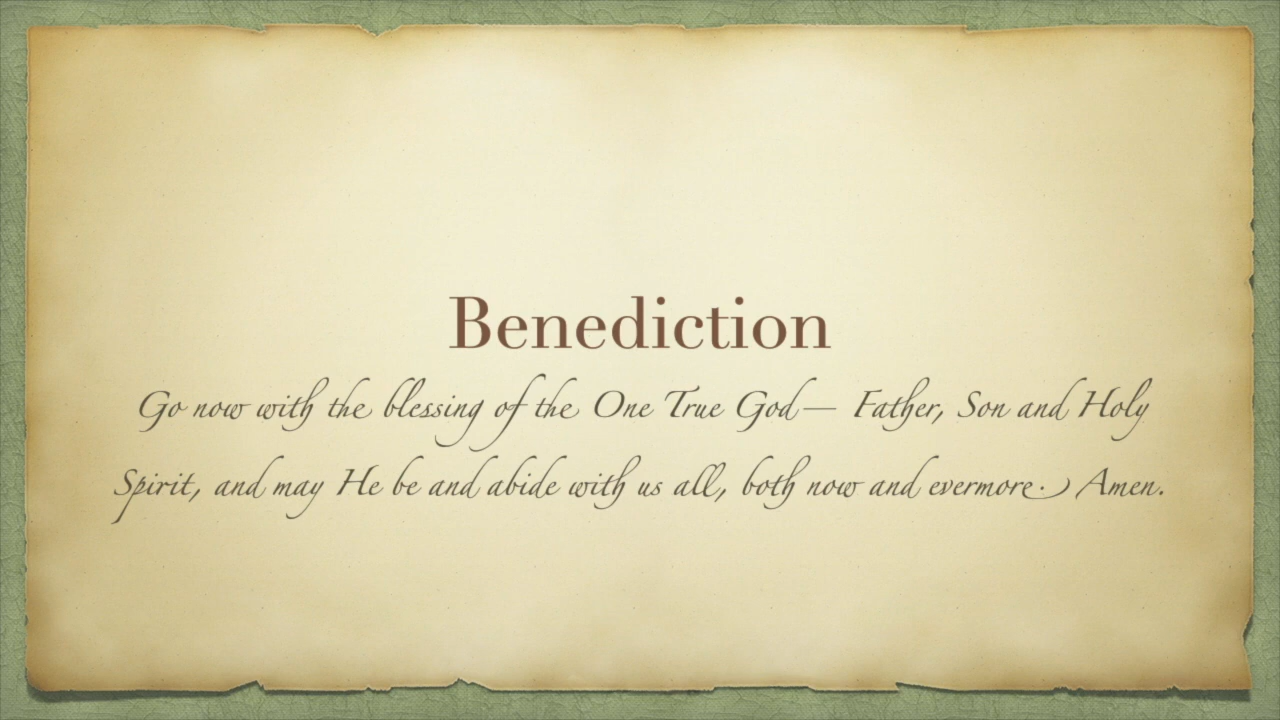 Benediction
Go now with the blessing of the One True God— Father, Son and Holy
Spirit, and may He be and abide with us all, both now and evermore. Amen.